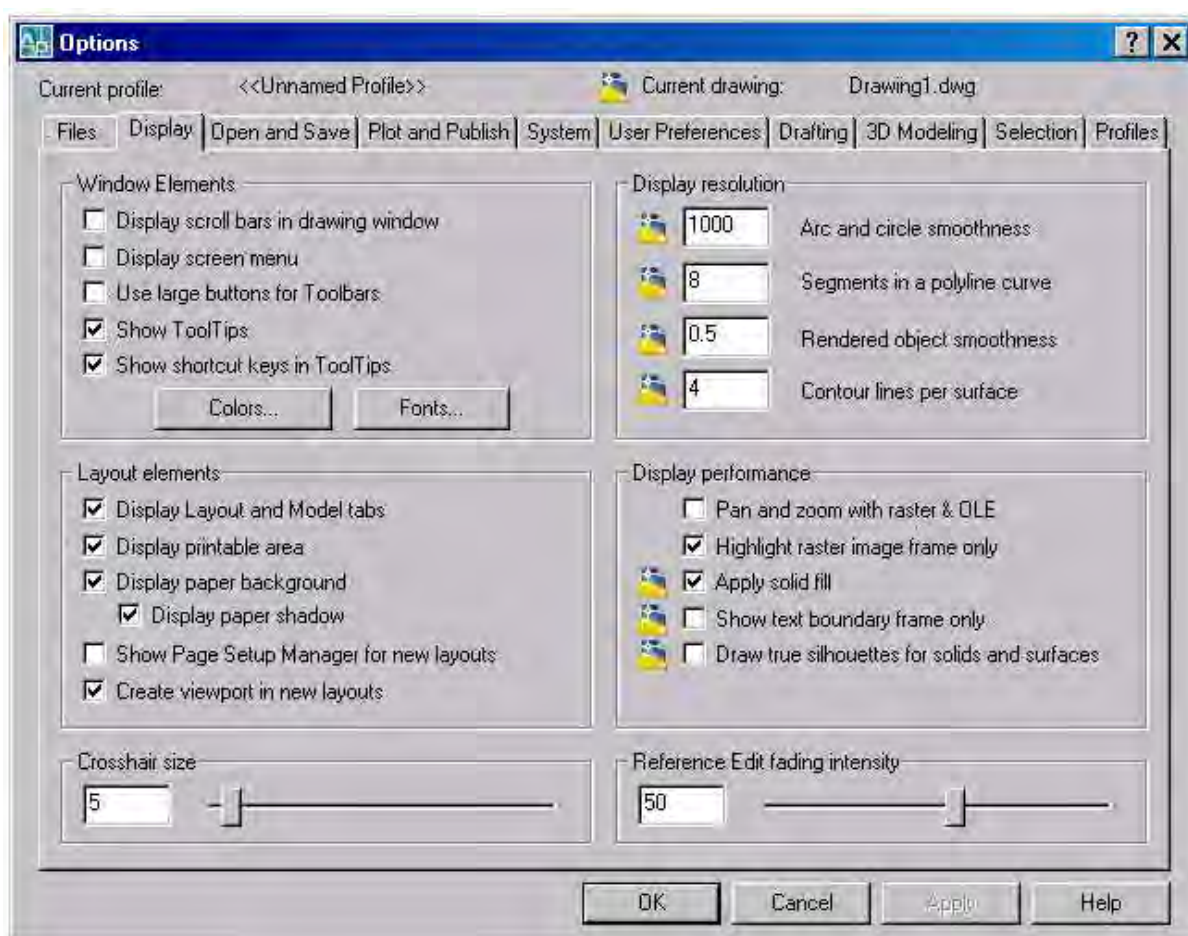 Options
Current profile: <<Unnamed Profile>> Current drawing: Drawing1.dwg
Files Display Open and Save Plot and Publish System User Preferences Drafting 3D Modeling Selection Profiles
Window Elements
Display scroll bars in drawing window
Display screen menu
Use large buttons for Toolbars
Show ToolTips
Show shortcut keys in ToolTips
Colors... Fonts...
Display resolution
1000 Arc and circle smoothness
8 Segments in a polyline curve
0.5 Rendered object smoothness
4 Contour lines per surface
Layout elements
Display Layout and Model tabs
Display printable area
Display paper background
Display paper shadow
Show Page Setup Manager for new layouts
Create viewport in new layouts
Display performance
Pan and zoom with raster & OLE
Highlight raster image frame only
Apply solid fill
Show text boundary frame only
Draw true silhouettes for solids and surfaces
Crosshair size
5
Reference Edit fading intensity
50
OK Cancel Apply Help